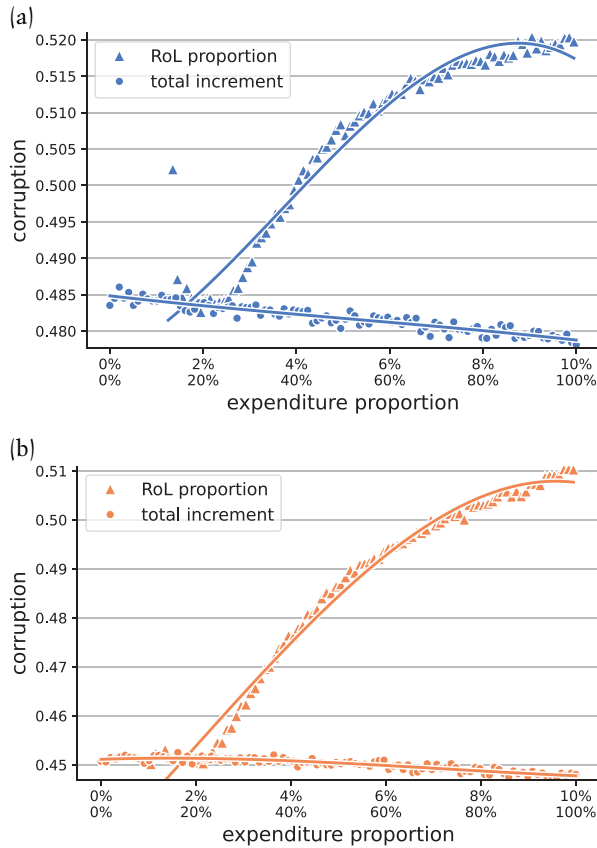 (a)
0.520
RoL proportion
total increment
0.515
0.510
0.505
0.500
0.495
0.490
0.485
0.480
corruption
0% 2% 4% 6% 8% 10%
0% 20% 40% 60% 80% 100%
expenditure proportion
(b)
0.51
RoL proportion
total increment
0.50
0.49
0.48
0.47
0.46
0.45
corruption
0% 2% 4% 6% 8% 10%
0% 20% 40% 60% 80% 100%
expenditure proportion